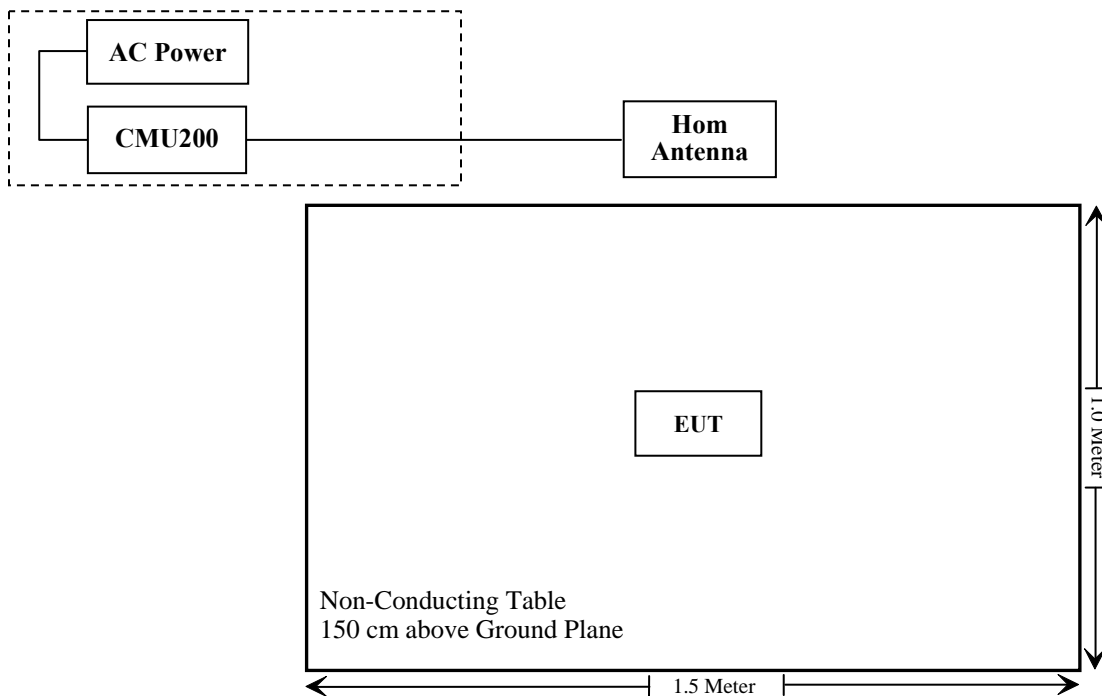 AC Power
CMU200
Hom
Antenna
EUT
1.0 Meter
Non-Conducting Table
150 cm above Ground Plane
1.5 Meter